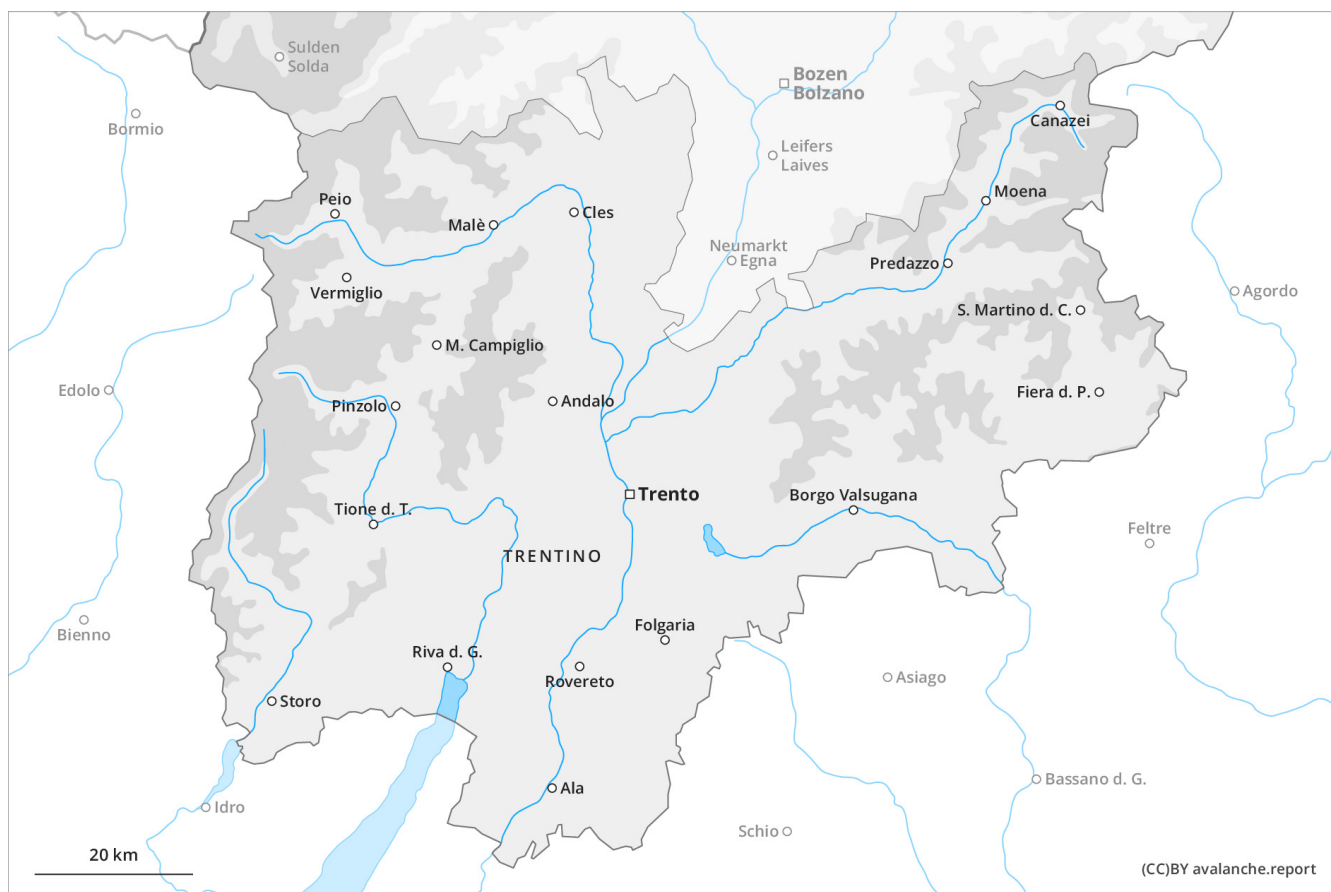 Sulden
Solda
Bozen
Bolzano
Bormio
Canazei
Leifers
Laives
Peio
Moena
Malè
Cles
Neumarkt
Egna
Predazzo
Vermiglio
Agordo
S. Martino d. C.
M. Campiglio
Edolo
Pinzolo
Andalo
Fiera d. P.
Trento
Borgo Valsugana
Tione d. T.
Feltre
TRENTINO
Bienno
Folgaria
Riva d. G.
Rovereto
Asiago
Storo
Bassano d. G.
Ala
Idro
Schio
20 km
(CC)BY avalanche.report